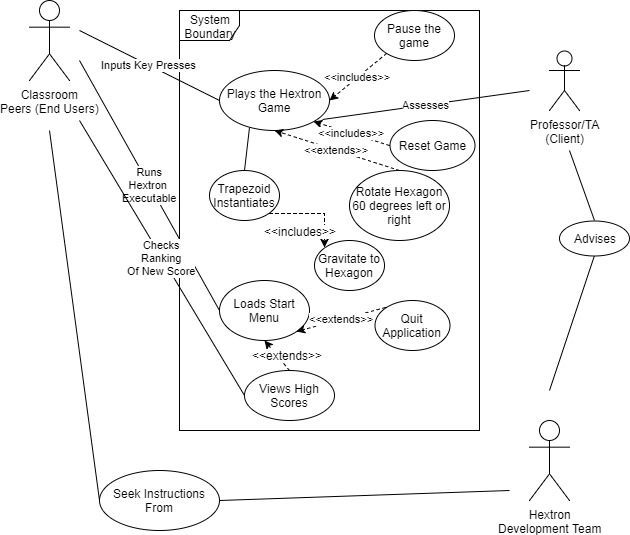 System
Boundary
Pause the
game
Inputs Key Presses
<<includes>>
Classroom
Peers (End Users)
Plays the Hextron
Game
Assesses
Professor/TA
(Client)
<<includes>>
Reset Game
<<extends>>
Runs
Hextron
Executable
Trapezoid
Instantiates
Rotate Hexagon
60 degrees left or
right
<<includes>>
Advises
Checks
Ranking
Of New Score
Gravitate to
Hexagon
Loads Start
Menu
<<extends>>
Quit
Application
<<extends>>
Views High
Scores
Seek Instructions
From
Hextron
Development Team